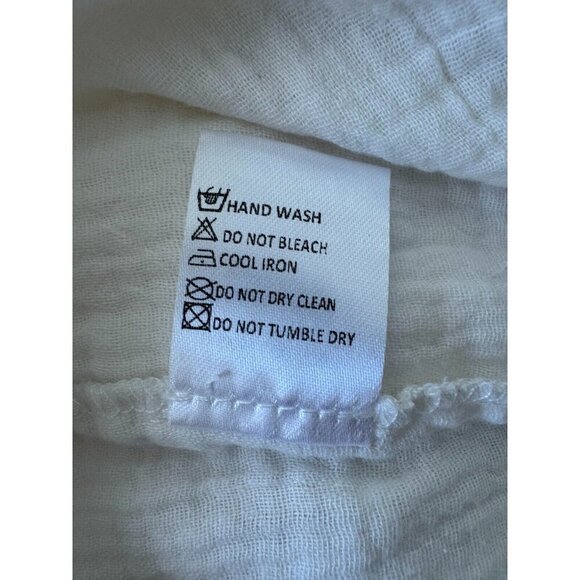 HAND WASH
DO NOT BLEACH
COOL IRON
DO NOT DRY CLEAN
DO NOT TUMBLE DRY